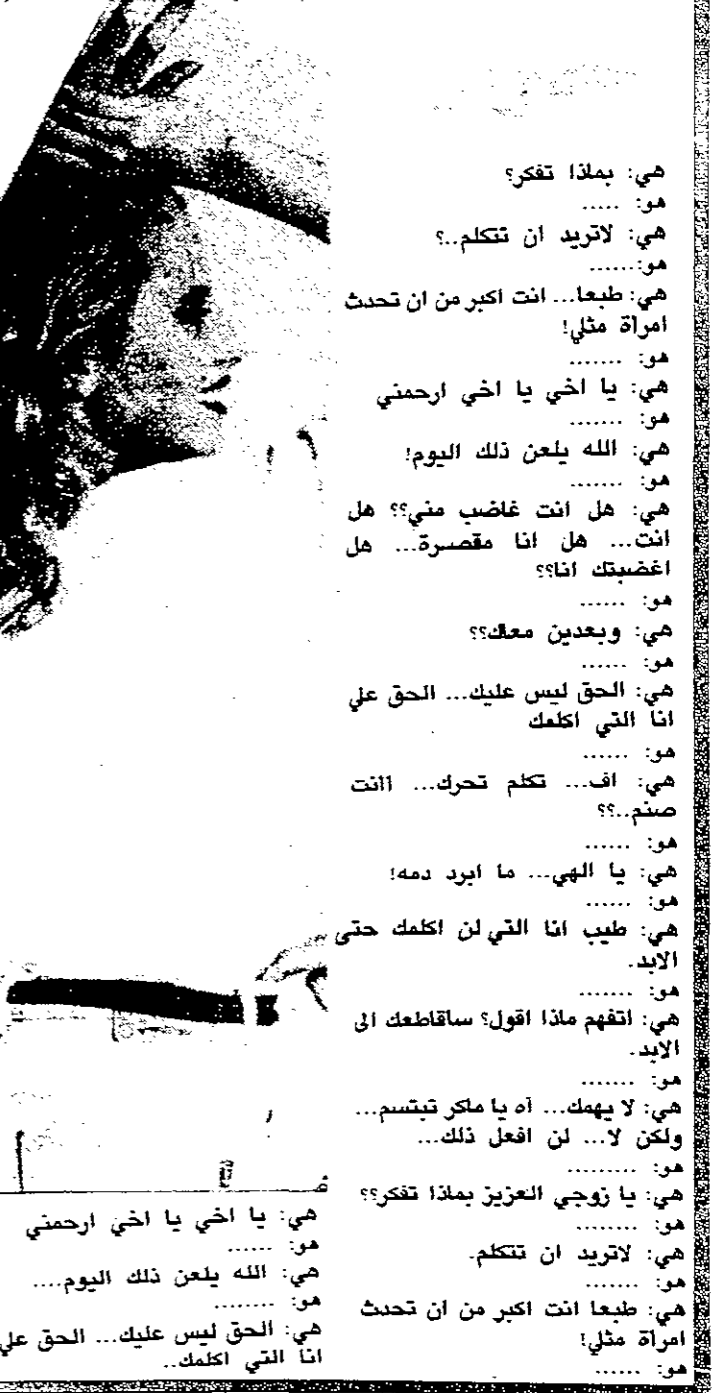 هي: بماذا تفكر؟
هو: .....
هي: لاتريد ان تتكلم..؟
هو:......
هي: طبعا... انت اكبر من ان تحدث
امراة مثلي!
هو: .......
هي: يا اخي يا اخي ارحمني
هو: .......
هي: الله يلعن ذلك اليوم!
هو: .......
هي: هل انت غاضب مني؟؟ هل
انت... هل انا مقصرة... هل
اغضبتك انا؟؟
هو: ......
هي: وبعدين معاك؟؟
هو: ......
هي: الحق ليس عليك... الحق علي
انا التي اكلمك
هو: ......
هي: اف... تكلم تحرك... اانت
صنم..؟؟
هو: ......
هي: يا الهي... ما ابرد دمه!
هو: ......
هي: طيب انا التي لن اكلمك حتى
الابد.
هو: .......
هي: اتفهم ماذا اقول؟ ساقاطعك الى
الابد.
هو: .......
هي: لا يهمك... آه يا ماكر تبتسم...
ولكن لا... لن افعل ذلك...
هو: .........
هي: يا زوجي العزيز بماذا تفكر؟؟
هو: ........
هي: لاتريد ان تتكلم.
هو: .......
هي: طبعا انت اكبر من ان تحدث
امراة مثلي!
هو: ......
هي: يا اخي يا اخي ارحمني
هو: ......
هي: الله يلعن ذلك اليوم....
هو: ........
هي: الحق ليس عليك... الحق علي
انا التي اكلمك..